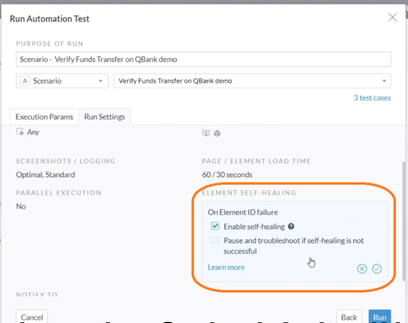 Run Automation Test
PURPOSE OF RUN
Scenario - Verify Funds Transfer on QBank demo
A Scenario
Verify Funds Transfer on QBank demo
3 test cases
Execution Params
Run Settings
Any
SCREENSHOTS / LOGGING
PAGE / ELEMENT LOAD TIME
Optimal, Standard
60 / 30 seconds
PARALLEL EXECUTION
ELEMENT SELF-HEALING
No
On Element ID failure
Enable self-healing
Pause and troubleshoot if self-healing is not
successful
Learn more
NOTIFY TO
Cancel
Back
Run